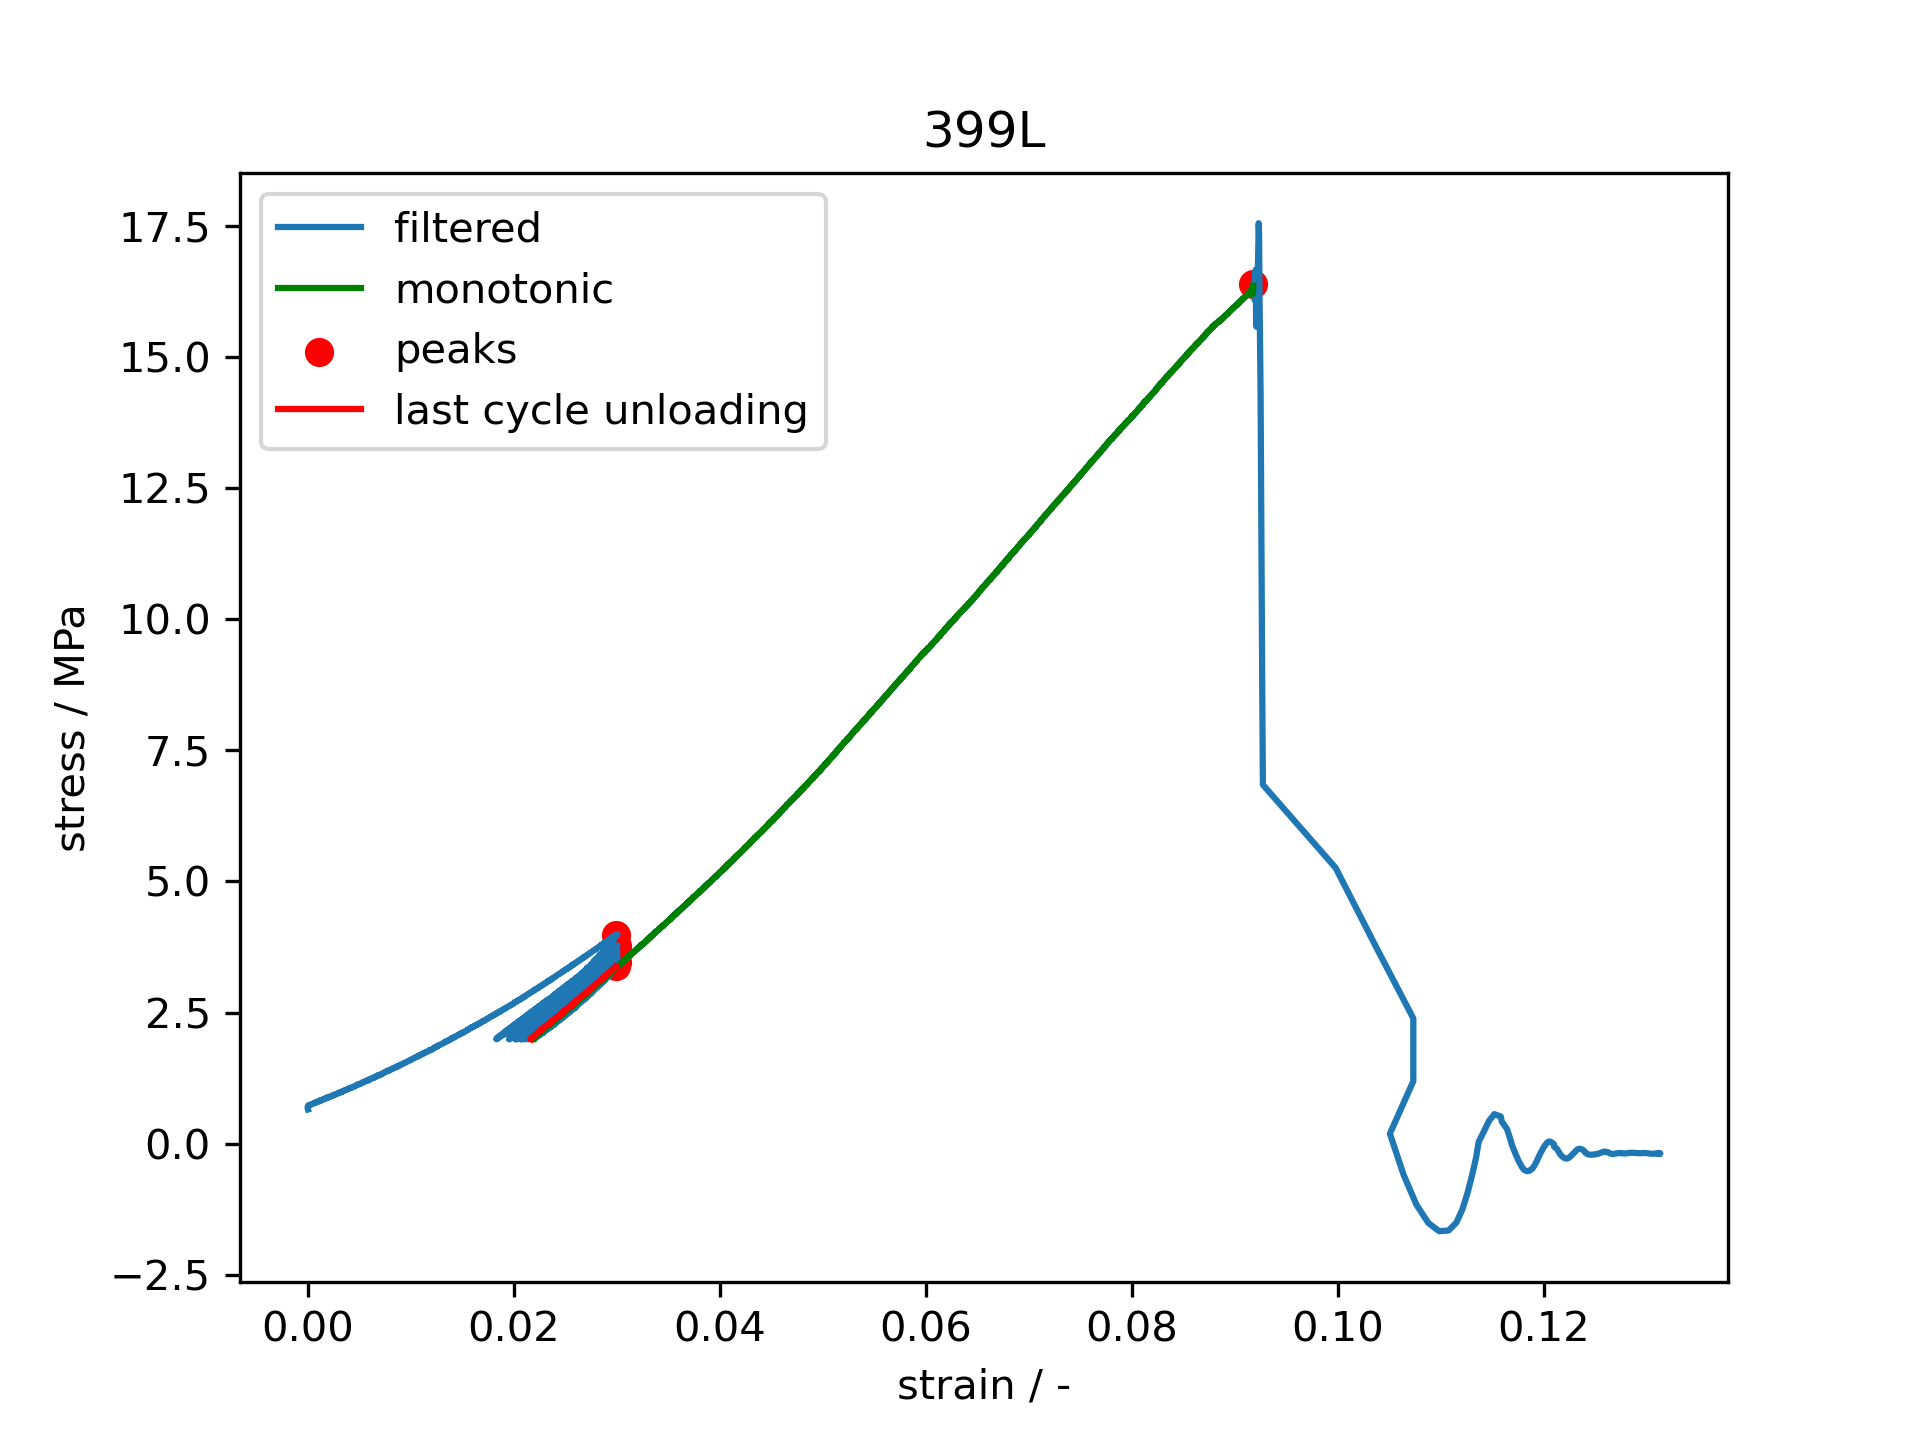 399L
filtered
monotonic
peaks
last cycle unloading
17.5
15.0
12.5
10.0
7.5
5.0
2.5
0.0
−2.5
stress / MPa
0.00 0.02 0.04 0.06 0.08 0.10 0.12
strain / -